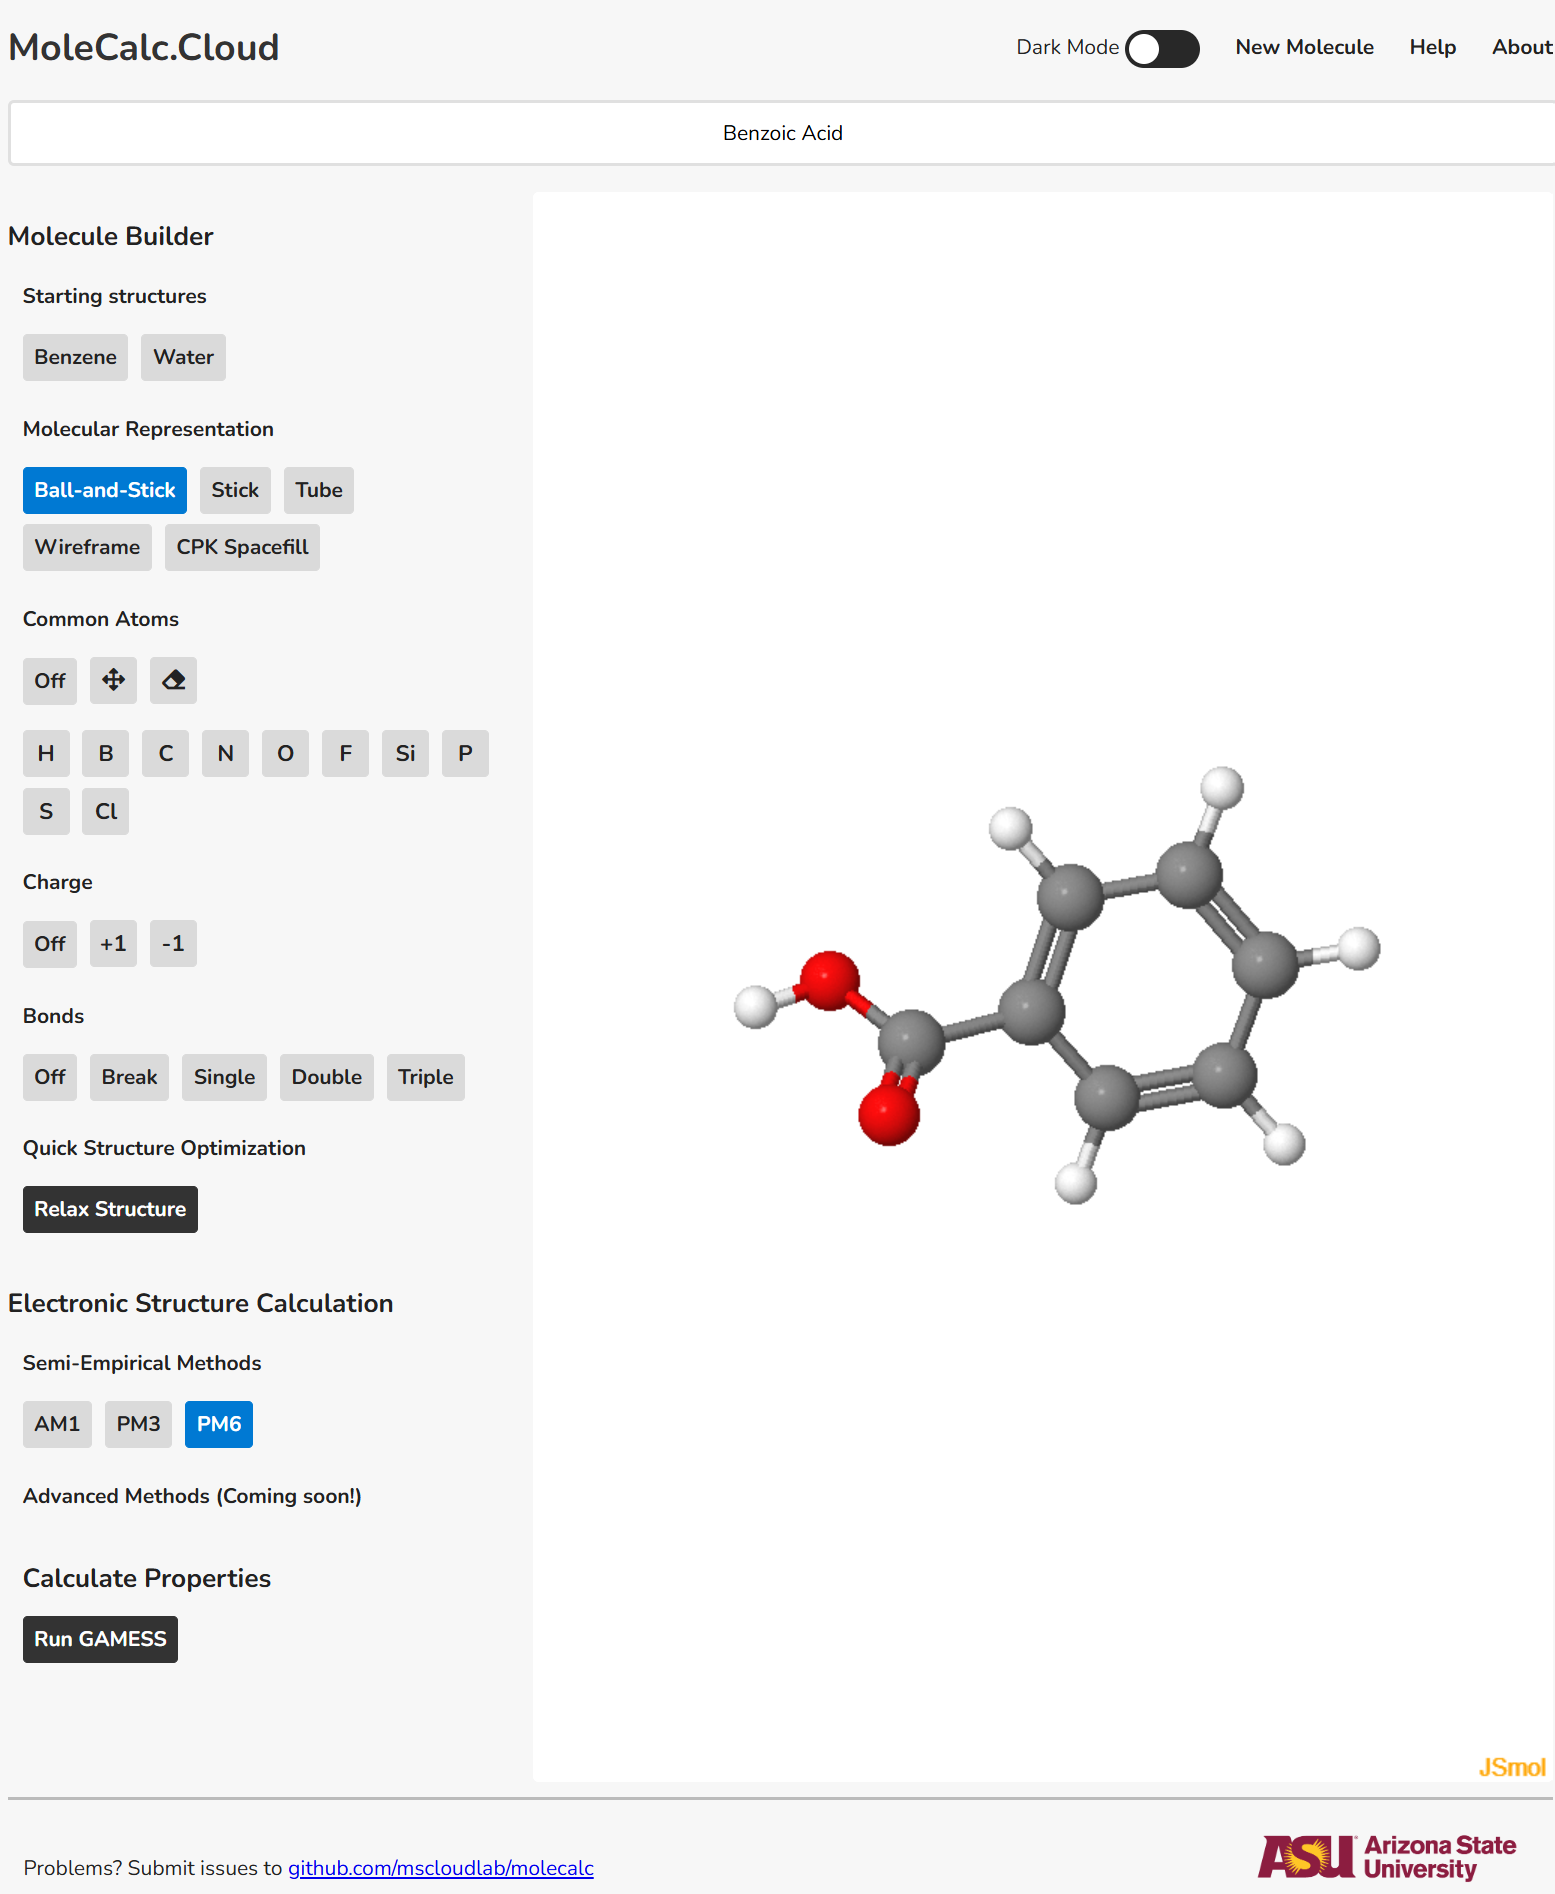 MoleCalc.Cloud
Dark Mode New Molecule Help About
Benzoic Acid
Molecule Builder
Starting structures
Benzene Water
Molecular Representation
Ball-and-Stick Stick Tube
Wireframe CPK Spacefill
Common Atoms
Off
H B C N O F Si P
S Cl
Charge
Off +1 -1
Bonds
Off Break Single Double Triple
Quick Structure Optimization
Relax Structure
Electronic Structure Calculation
Semi-Empirical Methods
AM1 PM3 PM6
Advanced Methods (Coming soon!)
Calculate Properties
Run GAMESS
JSmol
Problems? Submit issues to github.com/mscloudlab/molecalc
ASU Arizona State
University